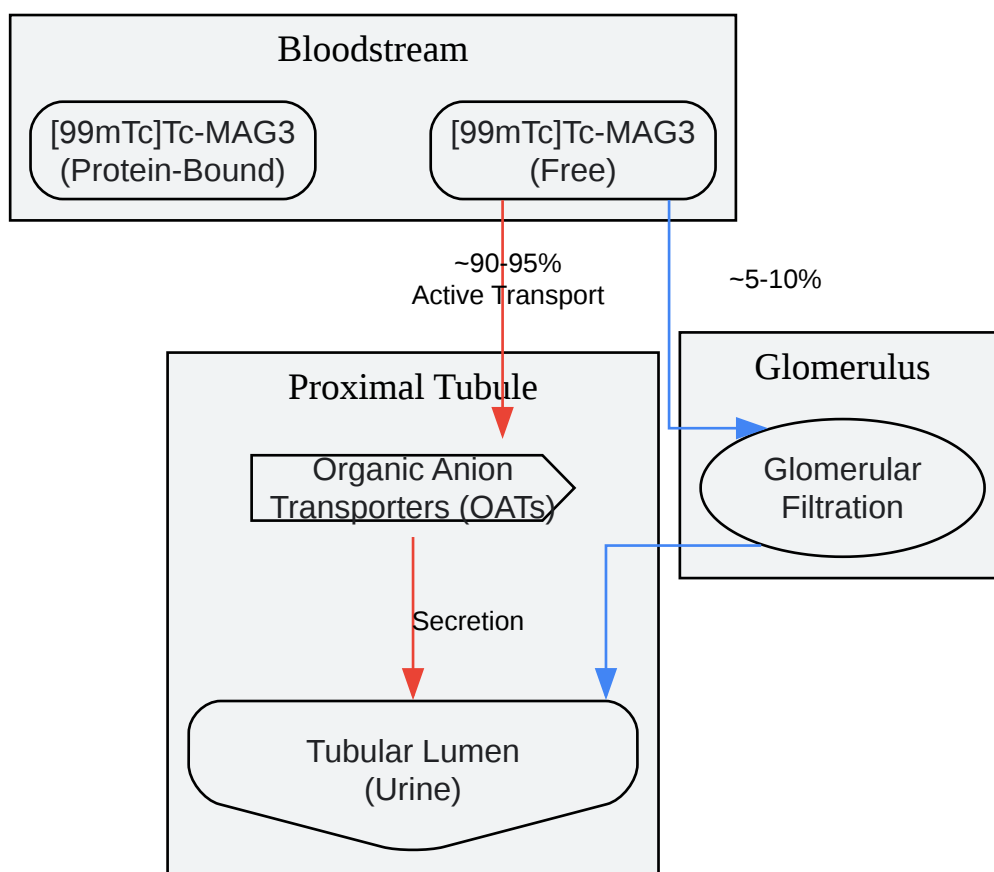 Bloodstream
[99mTc]Tc-MAG3
(Protein-Bound)
[99mTc]Tc-MAG3
(Free)
~90-95%
Active Transport
~5-10%
Proximal Tubule
Glomerulus
Organic Anion
Transporters (OATs)
Glomerular
Filtration
Secretion
Tubular Lumen
(Urine)